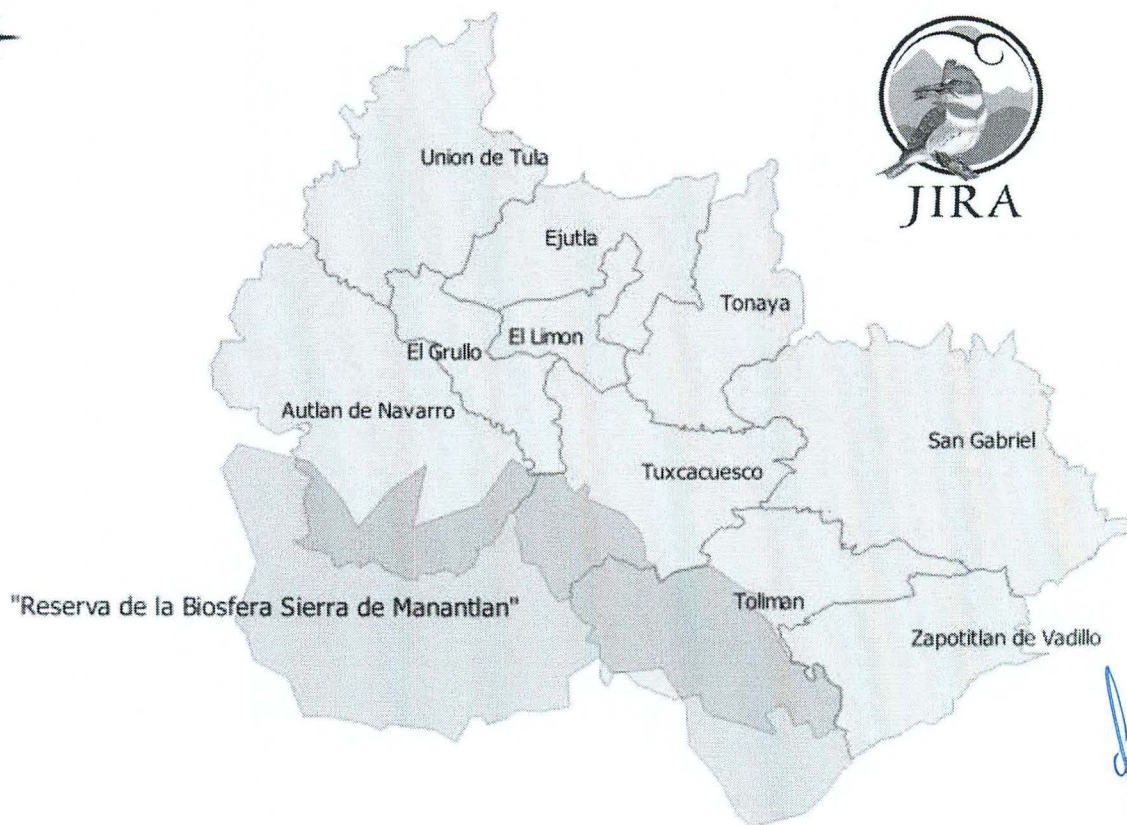 JIRA
Union de Tula
Ejutla
Tonaya
El Limon
El Grullo
Autlan de Navarro
San Gabriel
Tuxcacuesco
"Reserva de la Biosfera Sierra de Manantlan"
Toliman
Zapotitlan de Vadillo